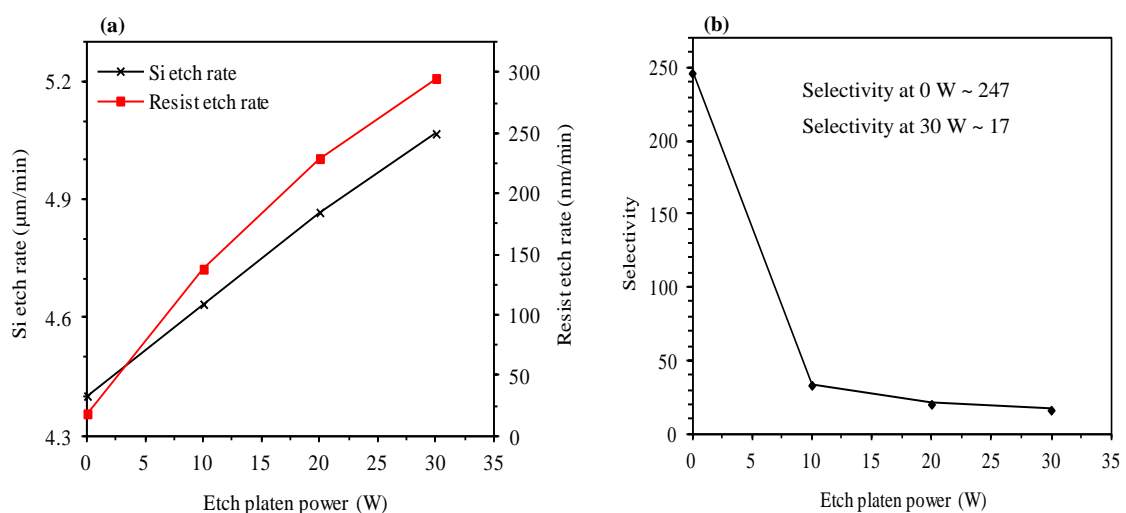 (a)
Si etch rate
Resist etch rate
5.2
4.9
4.6
4.3
Si etch rate (µm/min)
300
250
200
150
100
50
0
Resist etch rate (nm/min)
0 5 10 15 20 25 30 35
Etch platen power (W)
(b)
Selectivity at 0 W ~ 247
Selectivity at 30 W ~ 17
250
200
150
100
50
0
Selectivity
0 5 10 15 20 25 30 35
Etch platen power (W)